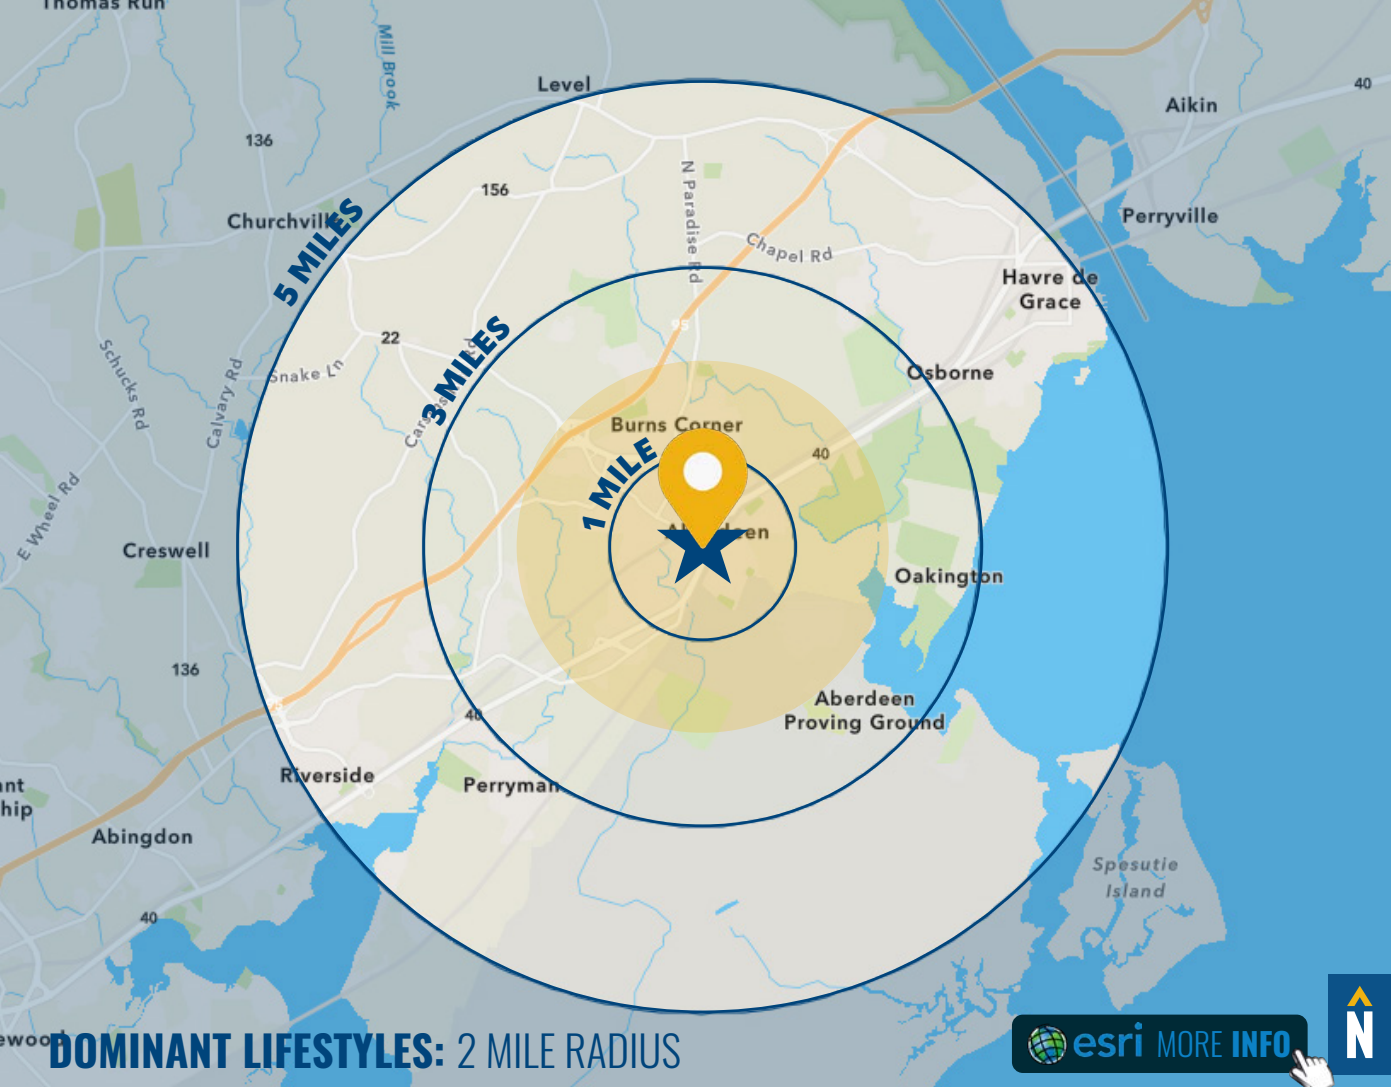 Thomas Run
Mill Brook
Level
40
Aikin
136
156
N Paradise Rd
Perryville
Churchville
5 MILES
Chapel Rd
Havre de
Grace
95
22
3 MILES
Schucks Rd
Snake Ln
Calvary Rd
Osborne
Burns Corner
1 MILE
40
E Wheel Rd
Aberdeen
Creswell
Oakington
136
Aberdeen
Proving Ground
40
Riverside
Perryman
Abingdon
Spesutie
Island
40
DOMINANT LIFESTYLES: 2 MILE RADIUS
esri MORE INFO
N